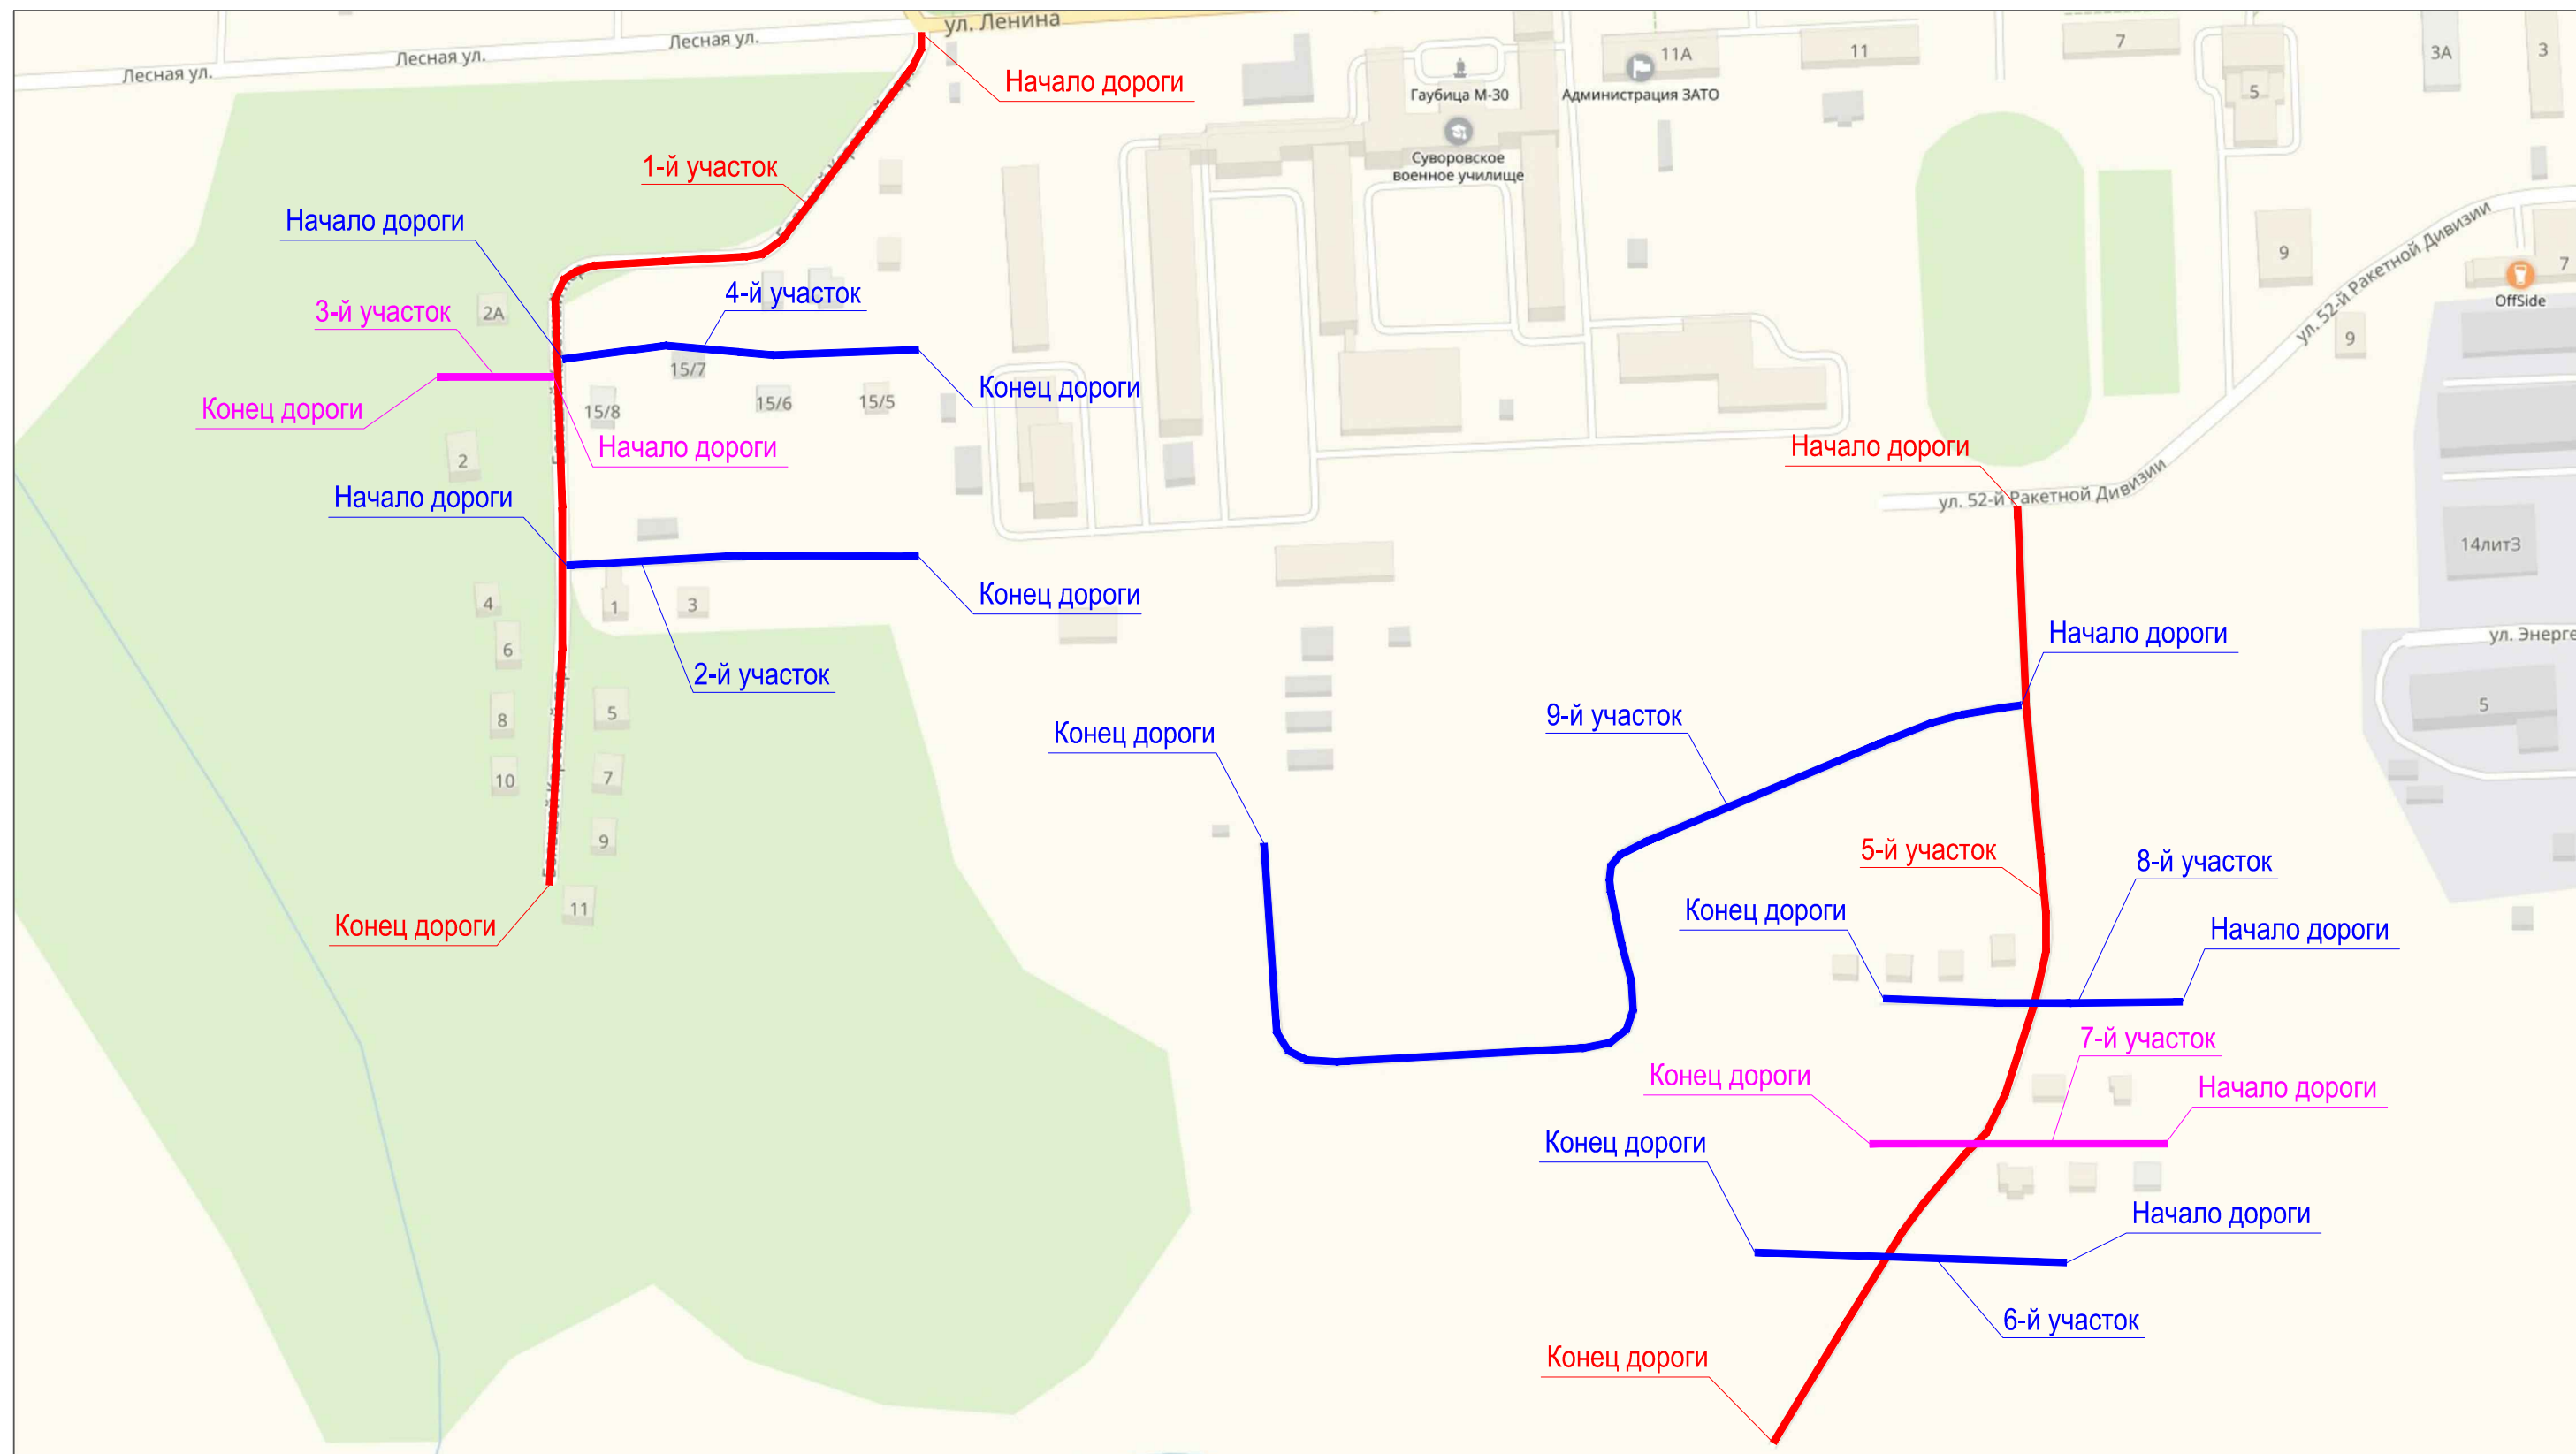 ул. Ленина
Лесная ул.
Лесная ул.
Лесная ул.
Начало дороги
11А
11
7
3А
3
5
Гаубица М-30
Администрация ЗАТО
Суворовское
военное училище
1-й участок
Начало дороги
ул. 52-й Ракетной Дивизии
9
7
OffSide
9
4-й участок
3-й участок
2А
15/7
15/8
15/6
15/5
Конец дороги
Конец дороги
Начало дороги
2
Начало дороги
Начало дороги
ул. 52-й Ракетной Дивизии
14лит3
Конец дороги
4
1
3
6
2-й участок
Начало дороги
ул. Энерге
5
8
5
9-й участок
Конец дороги
10
7
9
11
Конец дороги
5-й участок
8-й участок
Конец дороги
Начало дороги
7-й участок
Конец дороги
Начало дороги
Конец дороги
Начало дороги
6-й участок
Конец дороги